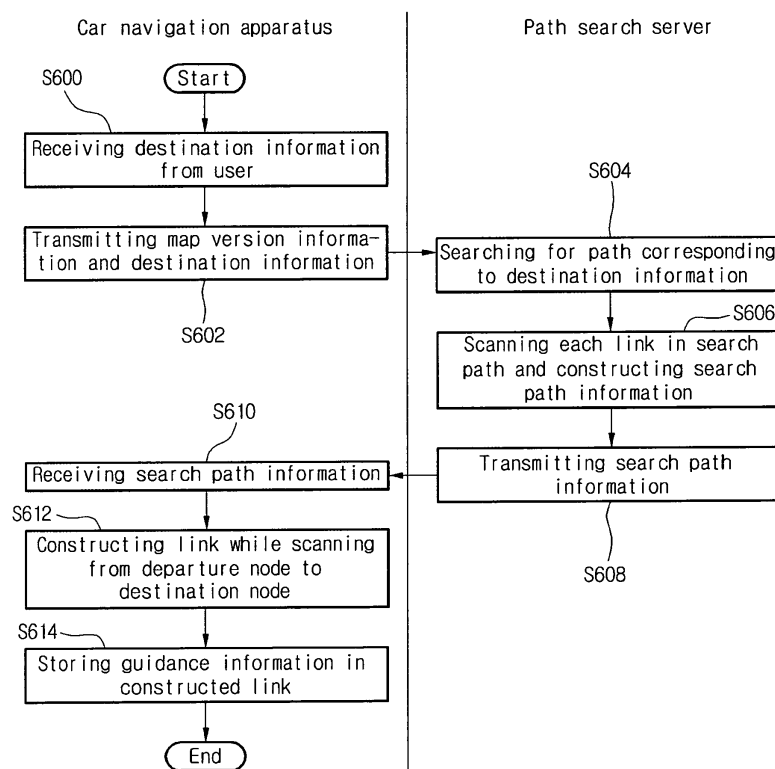 Car navigation apparatus
Path search server
Start
S600
Receiving destination information
from user
Transmitting map version informa-
tion and destination information
S602
S604
Searching for path corresponding
to destination information
S606
Scanning each link in search
path and constructing search
path information
Transmitting search path
information
S608
S610
Receiving search path information
S612
Constructing link while scanning
from departure node to
destination node
S614
Storing guidance information in
constructed link
End